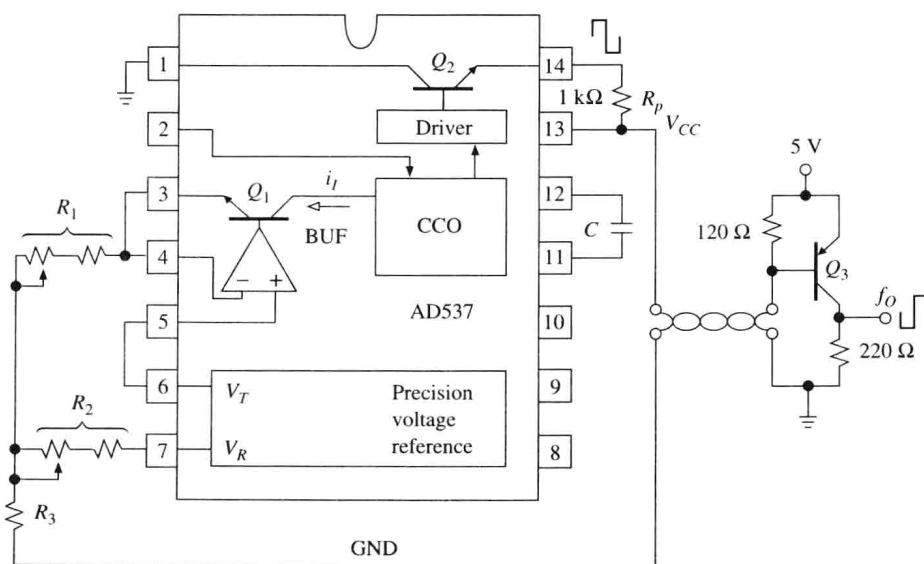 1
Q2
14
1 kΩ
Rp
2
Driver
13
VCC
5 V
3
Q1
iI
12
R1
BUF
CCO
C
120 Ω
4
− +
11
Q3
AD537
fO
5
10
220 Ω
6
VT
Precision
voltage
reference
9
R2
7
VR
8
R3
GND